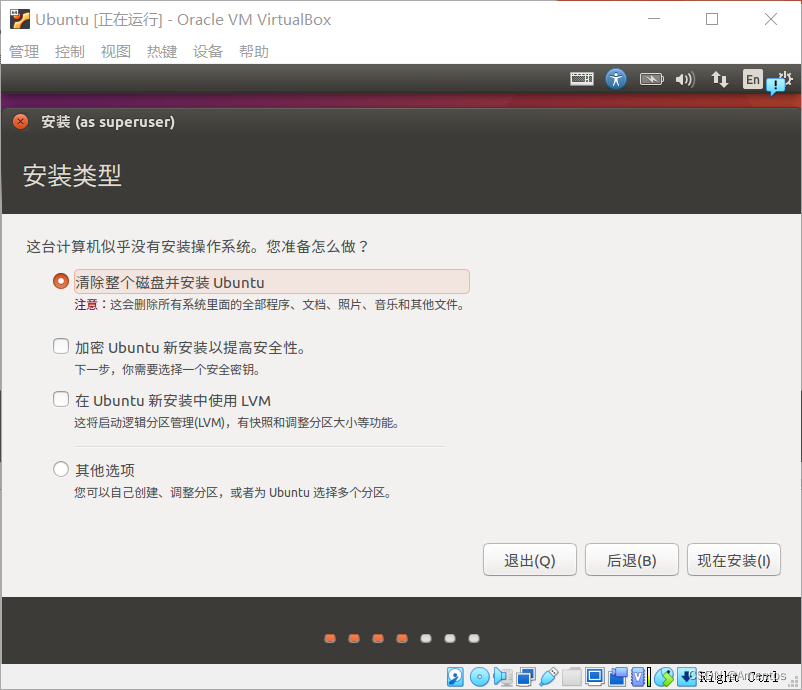 Ubuntu [正在运行] - Oracle VM VirtualBox
管理 控制 视图 热键 设备 帮助
En
安装 (as superuser)
安装类型
这台计算机似乎没有安装操作系统。您准备怎么做？
清除整个磁盘并安装 Ubuntu
注意：这会删除所有系统里面的全部程序、文档、照片、音乐和其他文件。
加密 Ubuntu 新安装以提高安全性。
下一步，你需要选择一个安全密钥。
在 Ubuntu 新安装中使用 LVM
这将启动逻辑分区管理(LVM)，有快照和调整分区大小等功能。
其他选项
您可以自己创建、调整分区，或者为 Ubuntu 选择多个分区。
退出(Q) 后退(B) 现在安装(I)
Right Ctrl